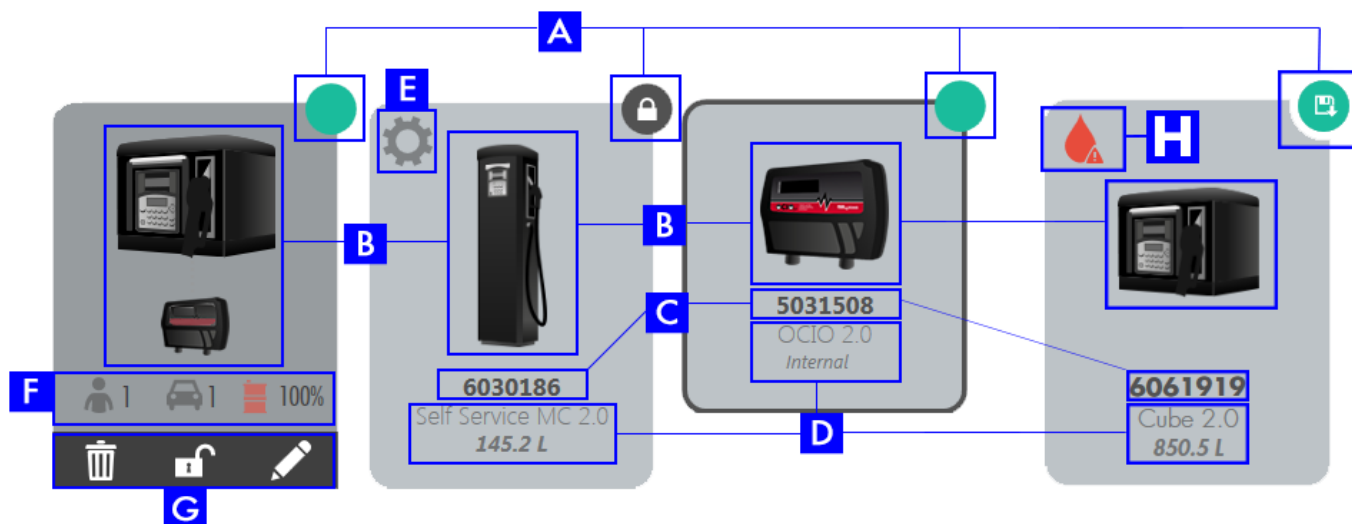 A
E
H
B
B
C
5031508
OCIO 2.0
Internal
F
1
1
100%
6030186
Self Service MC 2.0
145.2 L
6061919
Cube 2.0
850.5 L
D
G